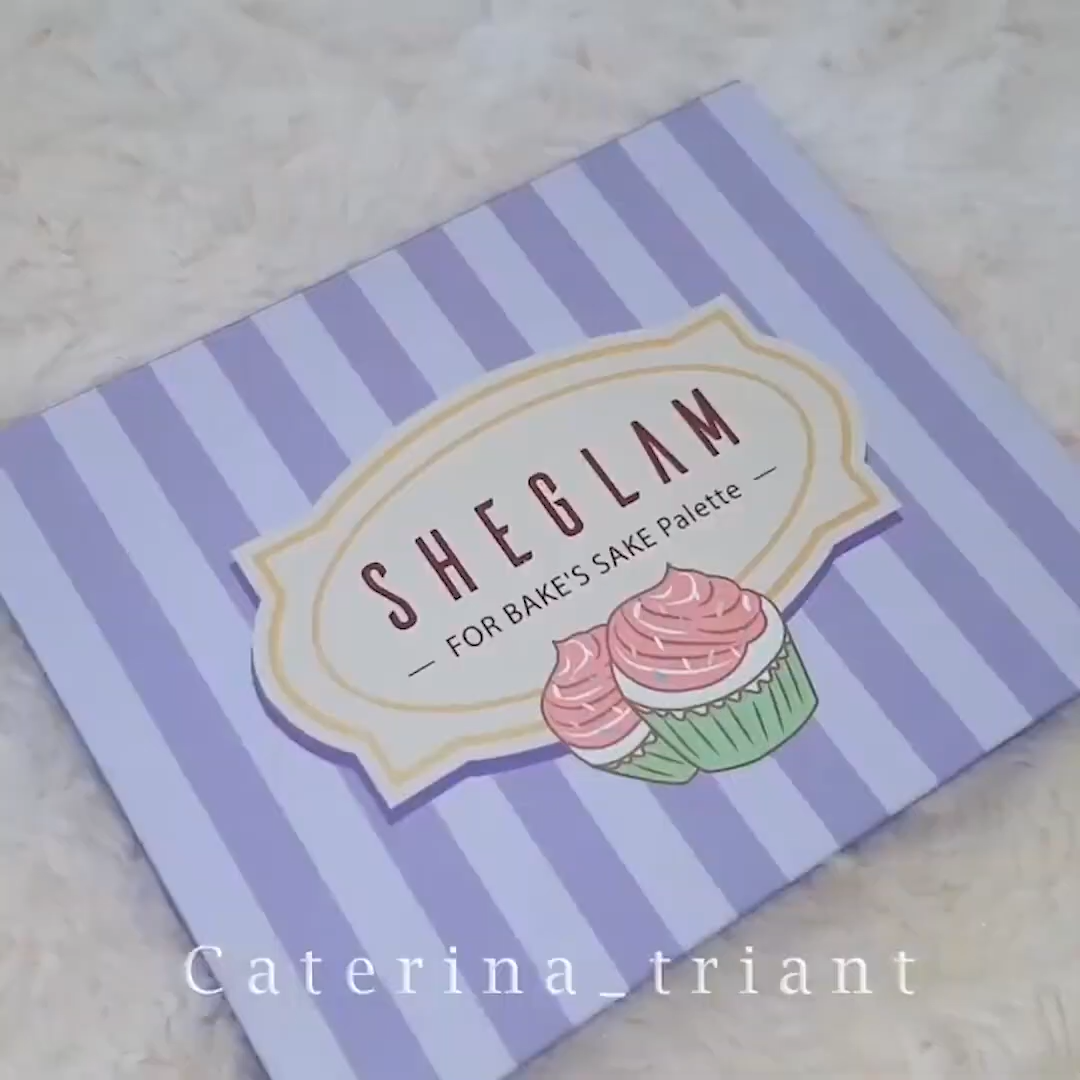 SHEGLAM
— FOR BAKE'S SAKE Palette —
Caterina_triant